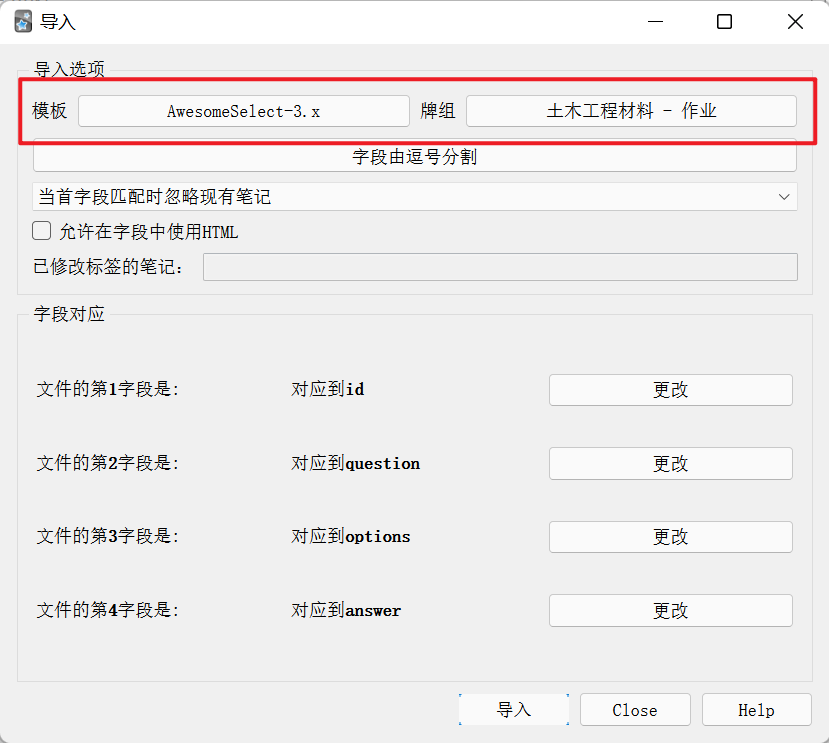 导入
导入选项
模板 AwesomeSelect-3.x 牌组 土木工程材料 - 作业
字段由逗号分割
当首字段匹配时忽略现有笔记
允许在字段中使用HTML
已修改标签的笔记:
字段对应
文件的第1字段是: 对应到id 更改
文件的第2字段是: 对应到question 更改
文件的第3字段是: 对应到options 更改
文件的第4字段是: 对应到answer 更改
导入 Close Help